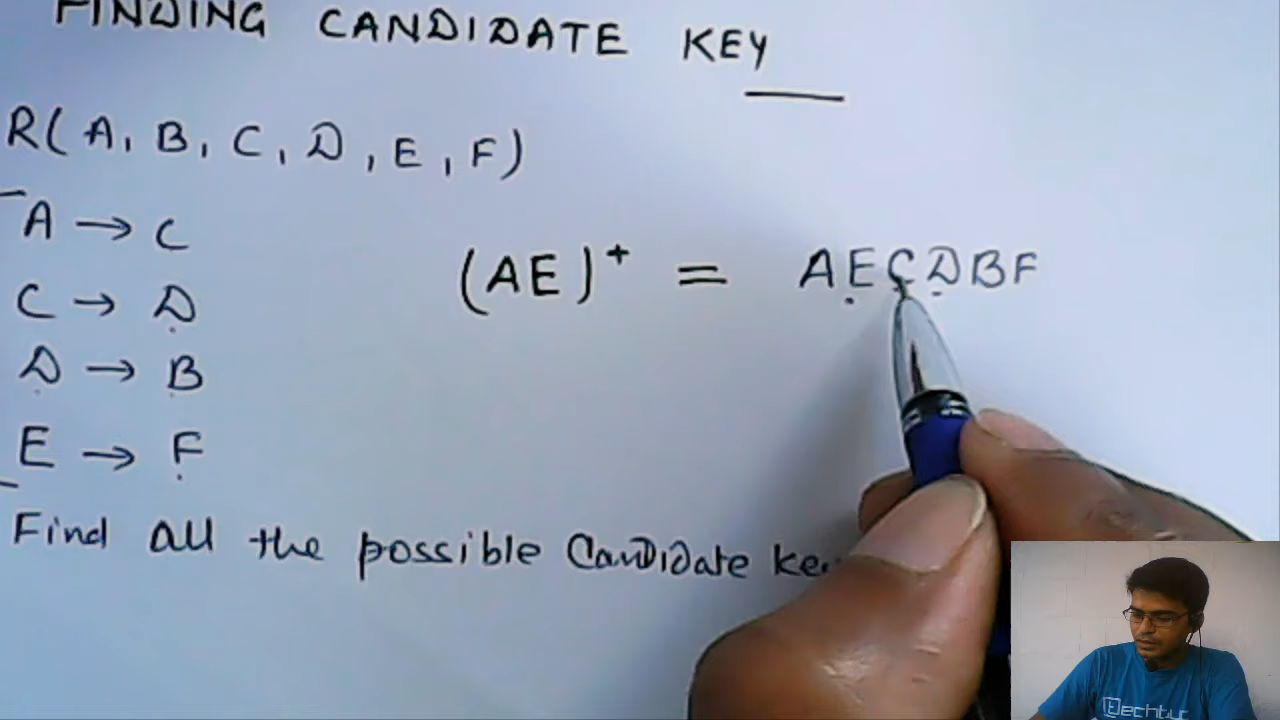 FINDING CANDIDATE KEY
R(A, B, C, D, E, F)
A → C
C → D
D → B
E → F
(AE)⁺ = AECDBF
Find all the possible Candidate